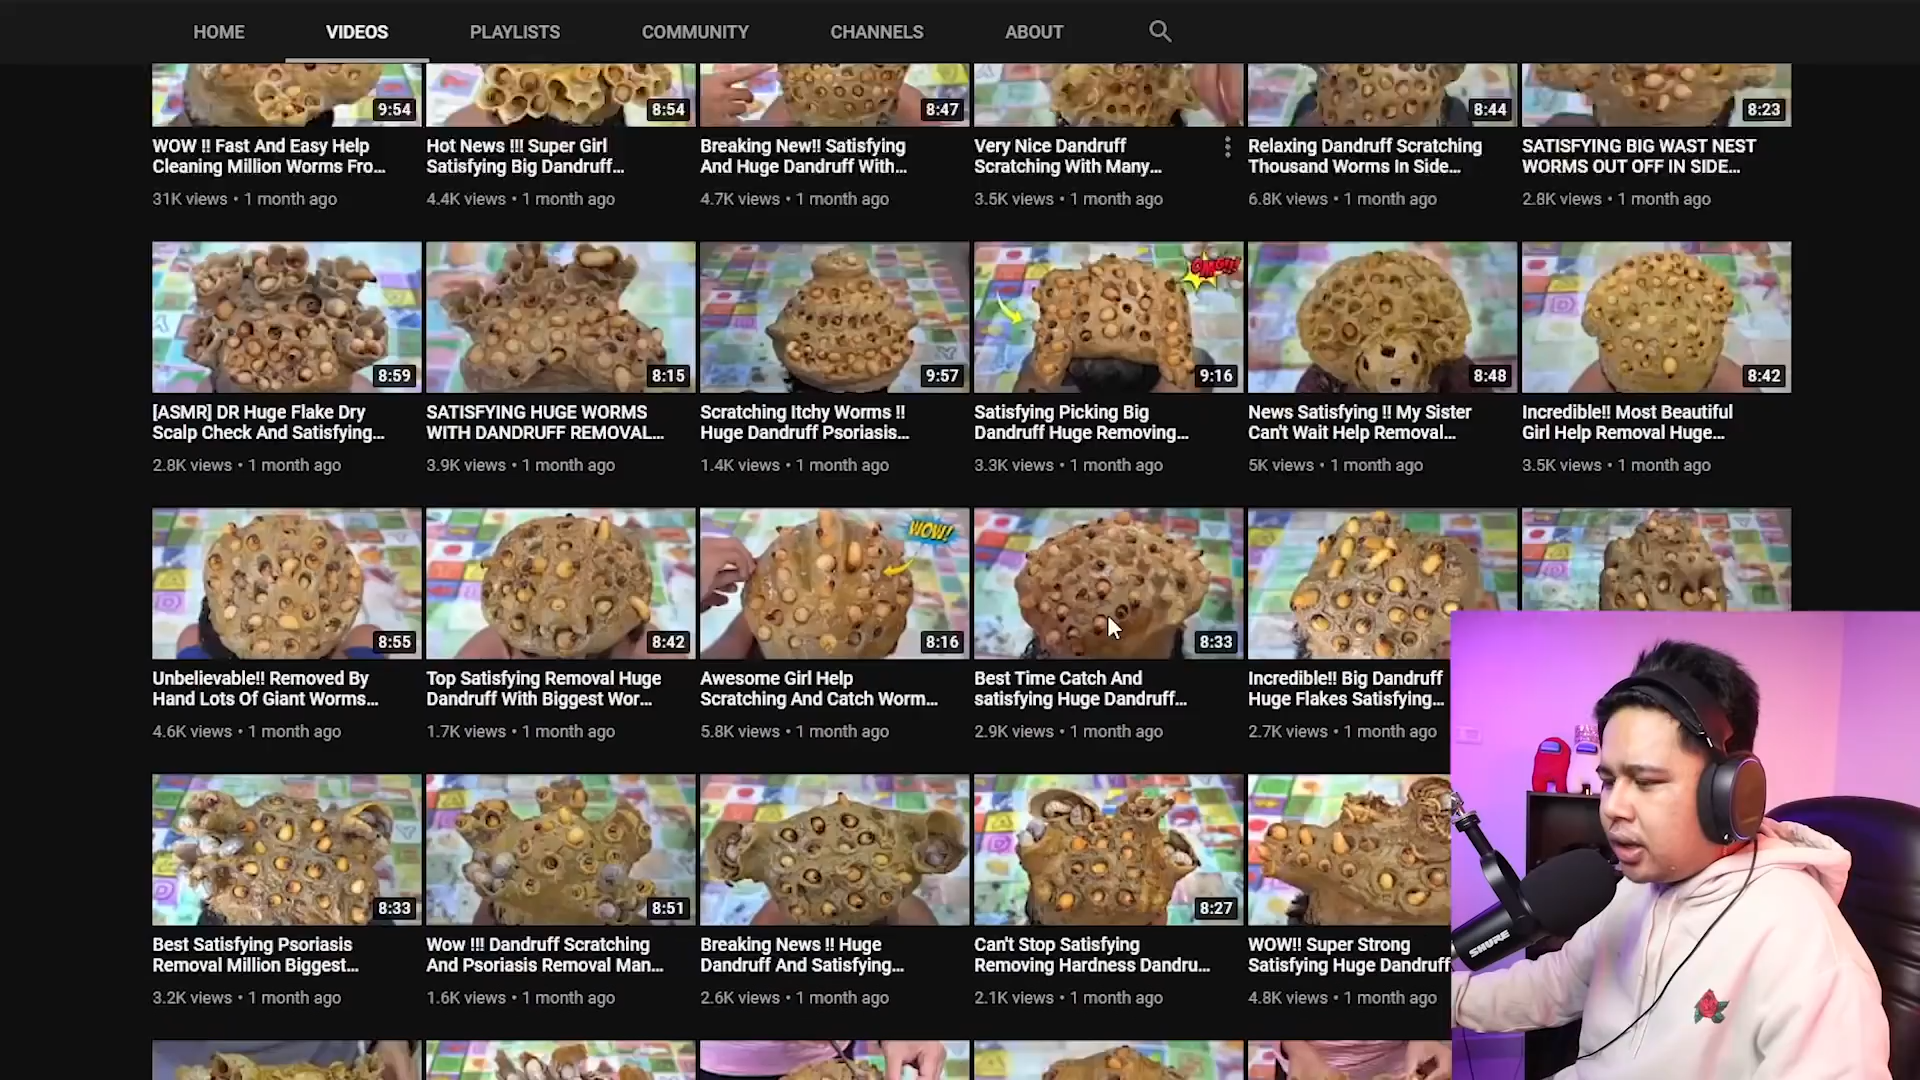 HOME VIDEOS PLAYLISTS COMMUNITY CHANNELS ABOUT
9:54 8:54 8:47 8:44 8:23
WOW !! Fast And Easy Help
Cleaning Million Worms Fro...
31K views • 1 month ago
Hot News !!! Super Girl
Satisfying Big Dandruff...
4.4K views • 1 month ago
Breaking New!! Satisfying
And Huge Dandruff With...
4.7K views • 1 month ago
Very Nice Dandruff
Scratching With Many...
3.5K views • 1 month ago
Relaxing Dandruff Scratching
Thousand Worms In Side...
6.8K views • 1 month ago
SATISFYING BIG WAST NEST
WORMS OUT OFF IN SIDE...
2.8K views • 1 month ago
OMG!!!
8:59 8:15 9:57 9:16 8:48 8:42
[ASMR] DR Huge Flake Dry
Scalp Check And Satisfying...
2.8K views • 1 month ago
SATISFYING HUGE WORMS
WITH DANDRUFF REMOVAL...
3.9K views • 1 month ago
Scratching Itchy Worms !!
Huge Dandruff Psoriasis...
1.4K views • 1 month ago
Satisfying Picking Big
Dandruff Huge Removing...
3.3K views • 1 month ago
News Satisfying !! My Sister
Can't Wait Help Removal...
5K views • 1 month ago
Incredible!! Most Beautiful
Girl Help Removal Huge...
3.5K views • 1 month ago
WOW!
8:55 8:42 8:16 8:33
Unbelievable!! Removed By
Hand Lots Of Giant Worms...
4.6K views • 1 month ago
Top Satisfying Removal Huge
Dandruff With Biggest Wor...
1.7K views • 1 month ago
Awesome Girl Help
Scratching And Catch Worm...
5.8K views • 1 month ago
Best Time Catch And
satisfying Huge Dandruff...
2.9K views • 1 month ago
Incredible!! Big Dandruff
Huge Flakes Satisfying...
2.7K views • 1 month ago
8:33 8:51 8:27
Best Satisfying Psoriasis
Removal Million Biggest...
3.2K views • 1 month ago
Wow !!! Dandruff Scratching
And Psoriasis Removal Man...
1.6K views • 1 month ago
Breaking News !! Huge
Dandruff And Satisfying...
2.6K views • 1 month ago
Can't Stop Satisfying
Removing Hardness Dandru...
2.1K views • 1 month ago
WOW!! Super Strong
Satisfying Huge Dandruff
4.8K views • 1 month ago
SHURE